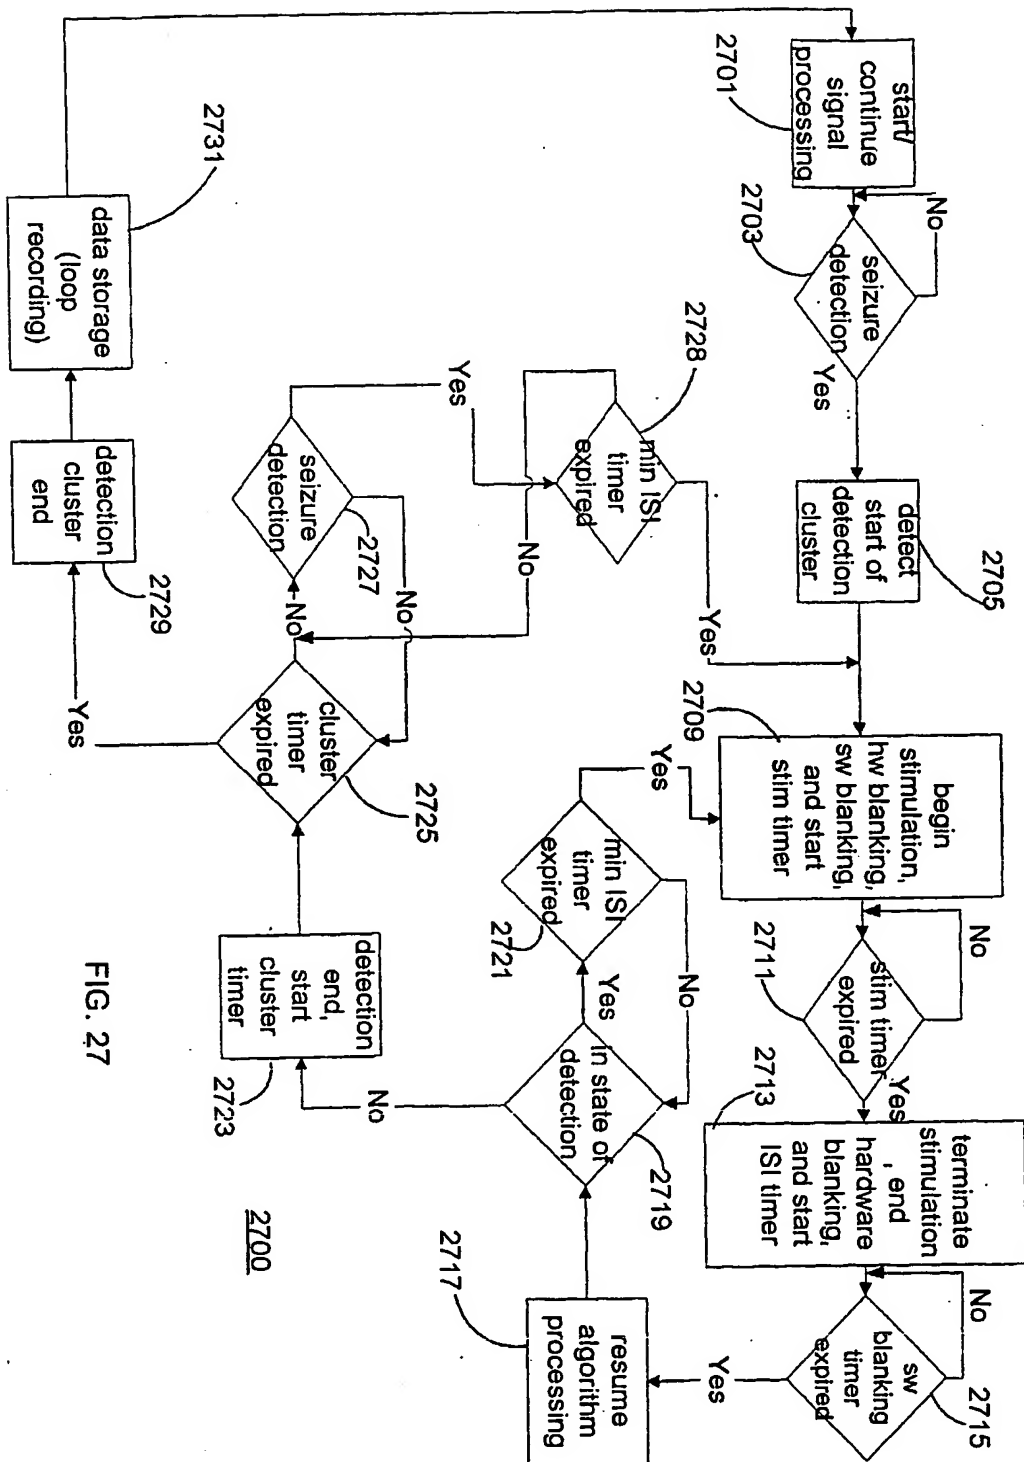 start/
continue
signal
processing
2701
No
seizure
detection
2703
Yes
detect
start of
detection
cluster
2705
begin
stimulation,
hw blanking,
sw blanking,
and start
stim timer
2709
No
stim timer
expired
2711
Yes
terminate
stimulation
, end
hardware
blanking,
and start
ISI timer
2713
No
sw
blanking
timer
expired
2715
Yes
resume
algorithm
processing
2717
in state of
detection
2719
Yes
No
min ISI
timer
expired
2721
Yes
No
detection
end,
start
cluster
timer
2723
cluster
timer
expired
2725
No
Yes
seizure
detection
2727
No
Yes
min ISI
timer
expired
2728
No
Yes
detection
cluster
end
2729
data storage
(loop
recording)
2731
2700
FIG. 27